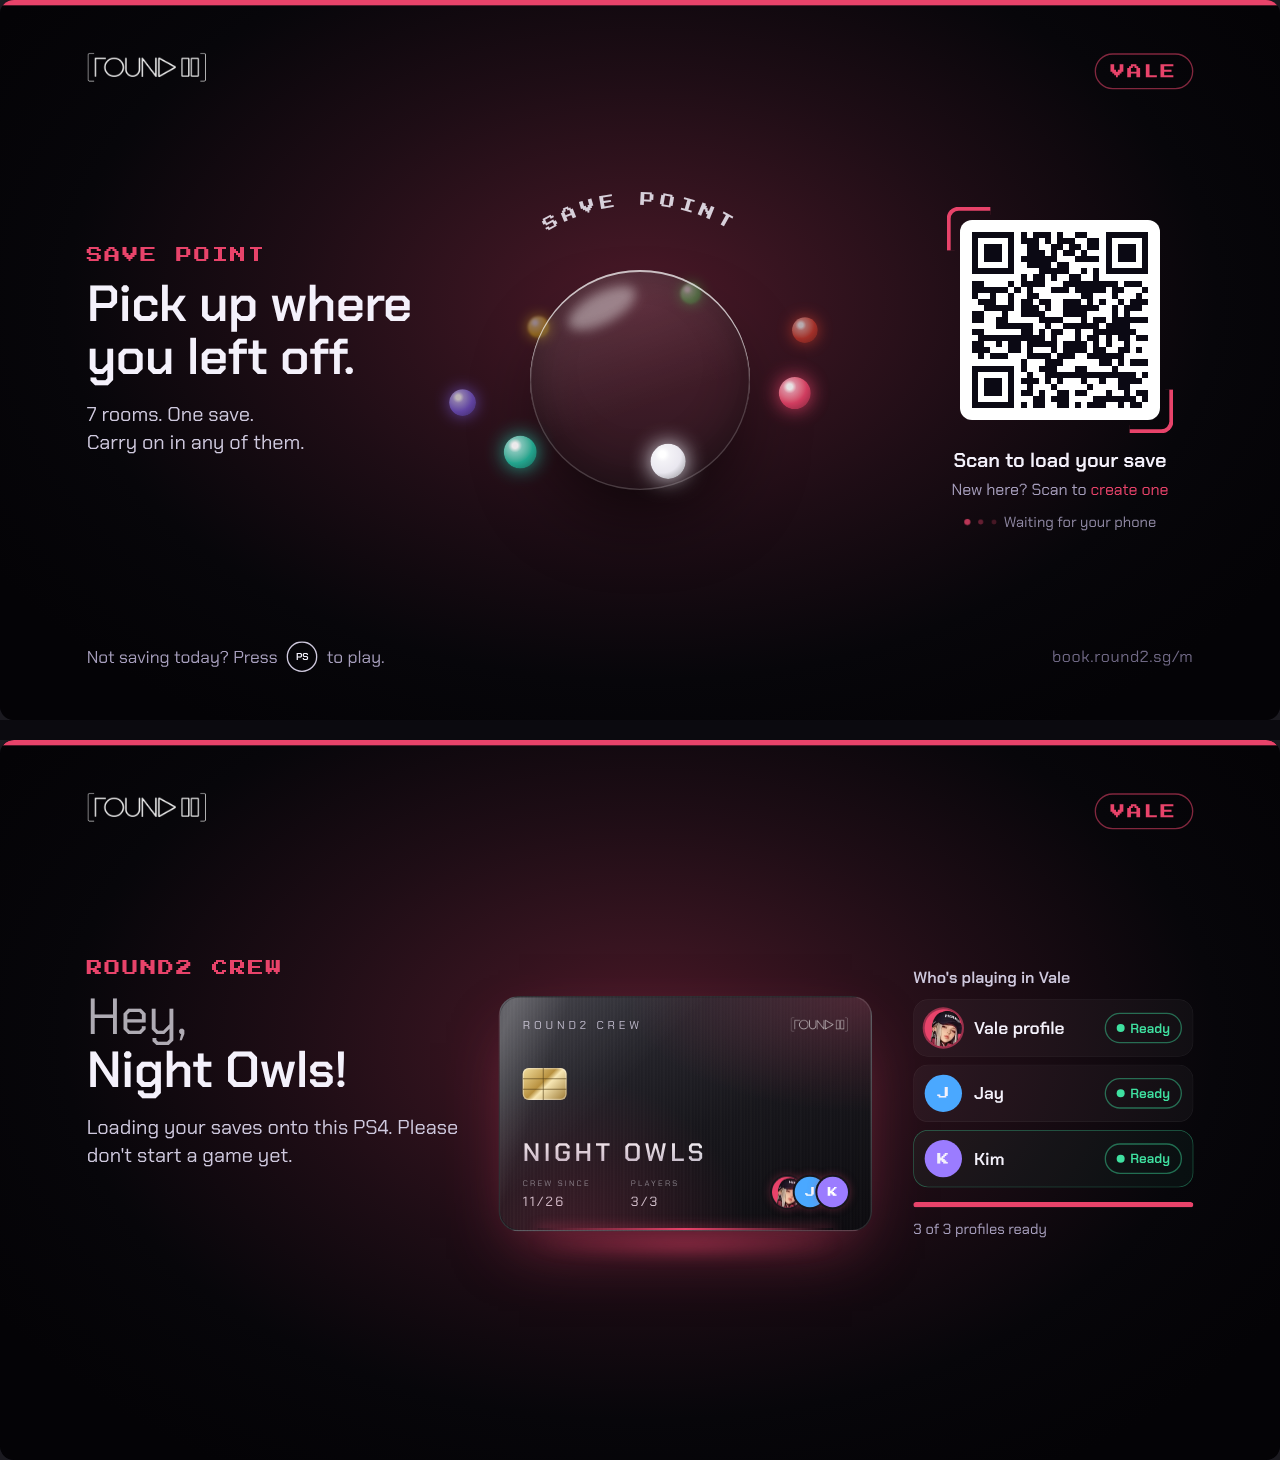 [ROUND II]
VALE
SAVE POINT
SAVE POINT
Pick up where
you left off.
7 rooms. One save.
Carry on in any of them.
Scan to load your save
New here? Scan to create one
Waiting for your phone
Not saving today? Press PS to play.
book.round2.sg/m
[ROUND II]
VALE
ROUND2 CREW
Hey,
Night Owls!
Loading your saves onto this PS4. Please
don't start a game yet.
ROUND2 CREW
[ROUND II]
NIGHT OWLS
CREW SINCE
PLAYERS
11/26
3/3
J
K
Who's playing in Vale
Vale profile
Ready
J
Jay
Ready
K
Kim
Ready
3 of 3 profiles ready